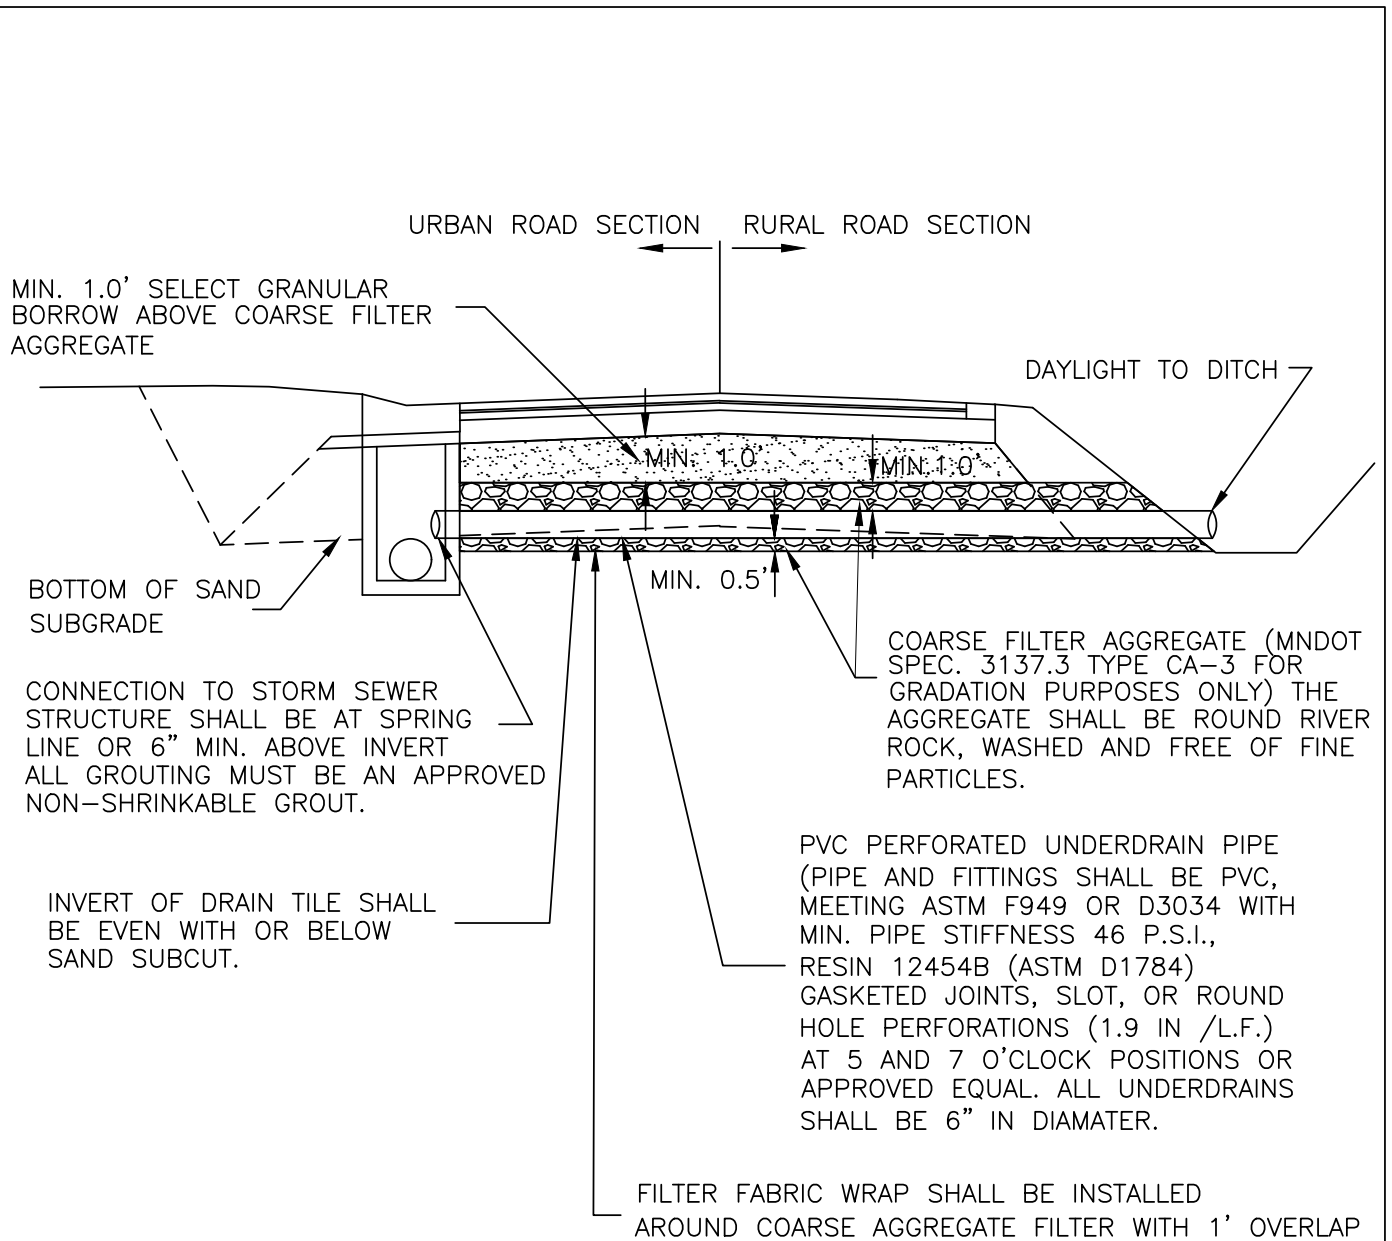 URBAN ROAD SECTION
RURAL ROAD SECTION
MIN. 1.0' SELECT GRANULAR
BORROW ABOVE COARSE FILTER
AGGREGATE
DAYLIGHT TO DITCH
MIN. 1.0'
MIN.1.0'
MIN. 0.5'
BOTTOM OF SAND
SUBGRADE
COARSE FILTER AGGREGATE (MNDOT
SPEC. 3137.3 TYPE CA-3 FOR
GRADATION PURPOSES ONLY) THE
AGGREGATE SHALL BE ROUND RIVER
ROCK, WASHED AND FREE OF FINE
PARTICLES.
CONNECTION TO STORM SEWER
STRUCTURE SHALL BE AT SPRING
LINE OR 6" MIN. ABOVE INVERT
ALL GROUTING MUST BE AN APPROVED
NON-SHRINKABLE GROUT.
PVC PERFORATED UNDERDRAIN PIPE
(PIPE AND FITTINGS SHALL BE PVC,
MEETING ASTM F949 OR D3034 WITH
MIN. PIPE STIFFNESS 46 P.S.I.,
RESIN 12454B (ASTM D1784)
GASKETED JOINTS, SLOT, OR ROUND
HOLE PERFORATIONS (1.9 IN /L.F.)
AT 5 AND 7 O'CLOCK POSITIONS OR
APPROVED EQUAL. ALL UNDERDRAINS
SHALL BE 6" IN DIAMATER.
INVERT OF DRAIN TILE SHALL
BE EVEN WITH OR BELOW
SAND SUBCUT.
FILTER FABRIC WRAP SHALL BE INSTALLED
AROUND COARSE AGGREGATE FILTER WITH 1' OVERLAP